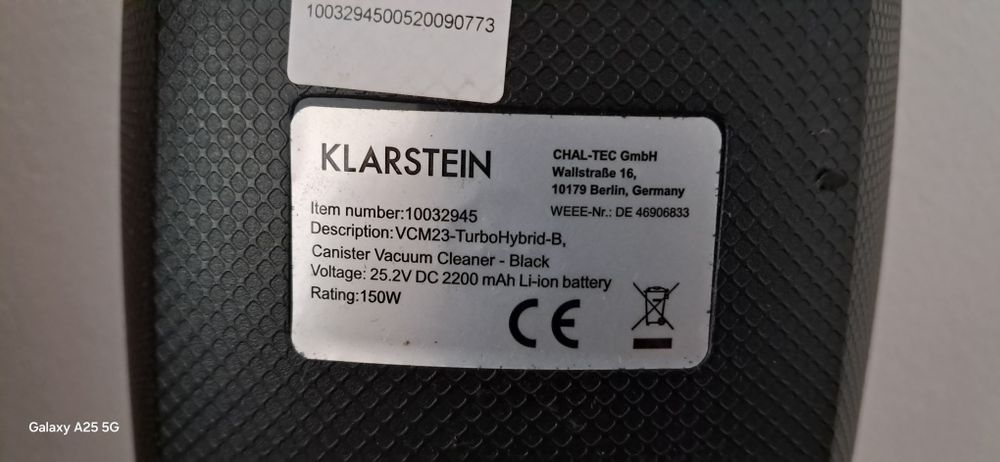 1003294500520090773
KLARSTEIN
CHAL-TEC GmbH
Wallstraße 16,
10179 Berlin, Germany
WEEE-Nr.: DE 46906833
Item number:10032945
Description:VCM23-TurboHybrid-B,
Canister Vacuum Cleaner - Black
Voltage: 25.2V DC 2200 mAh Li-ion battery
Rating:150W
CE
Galaxy A25 5G